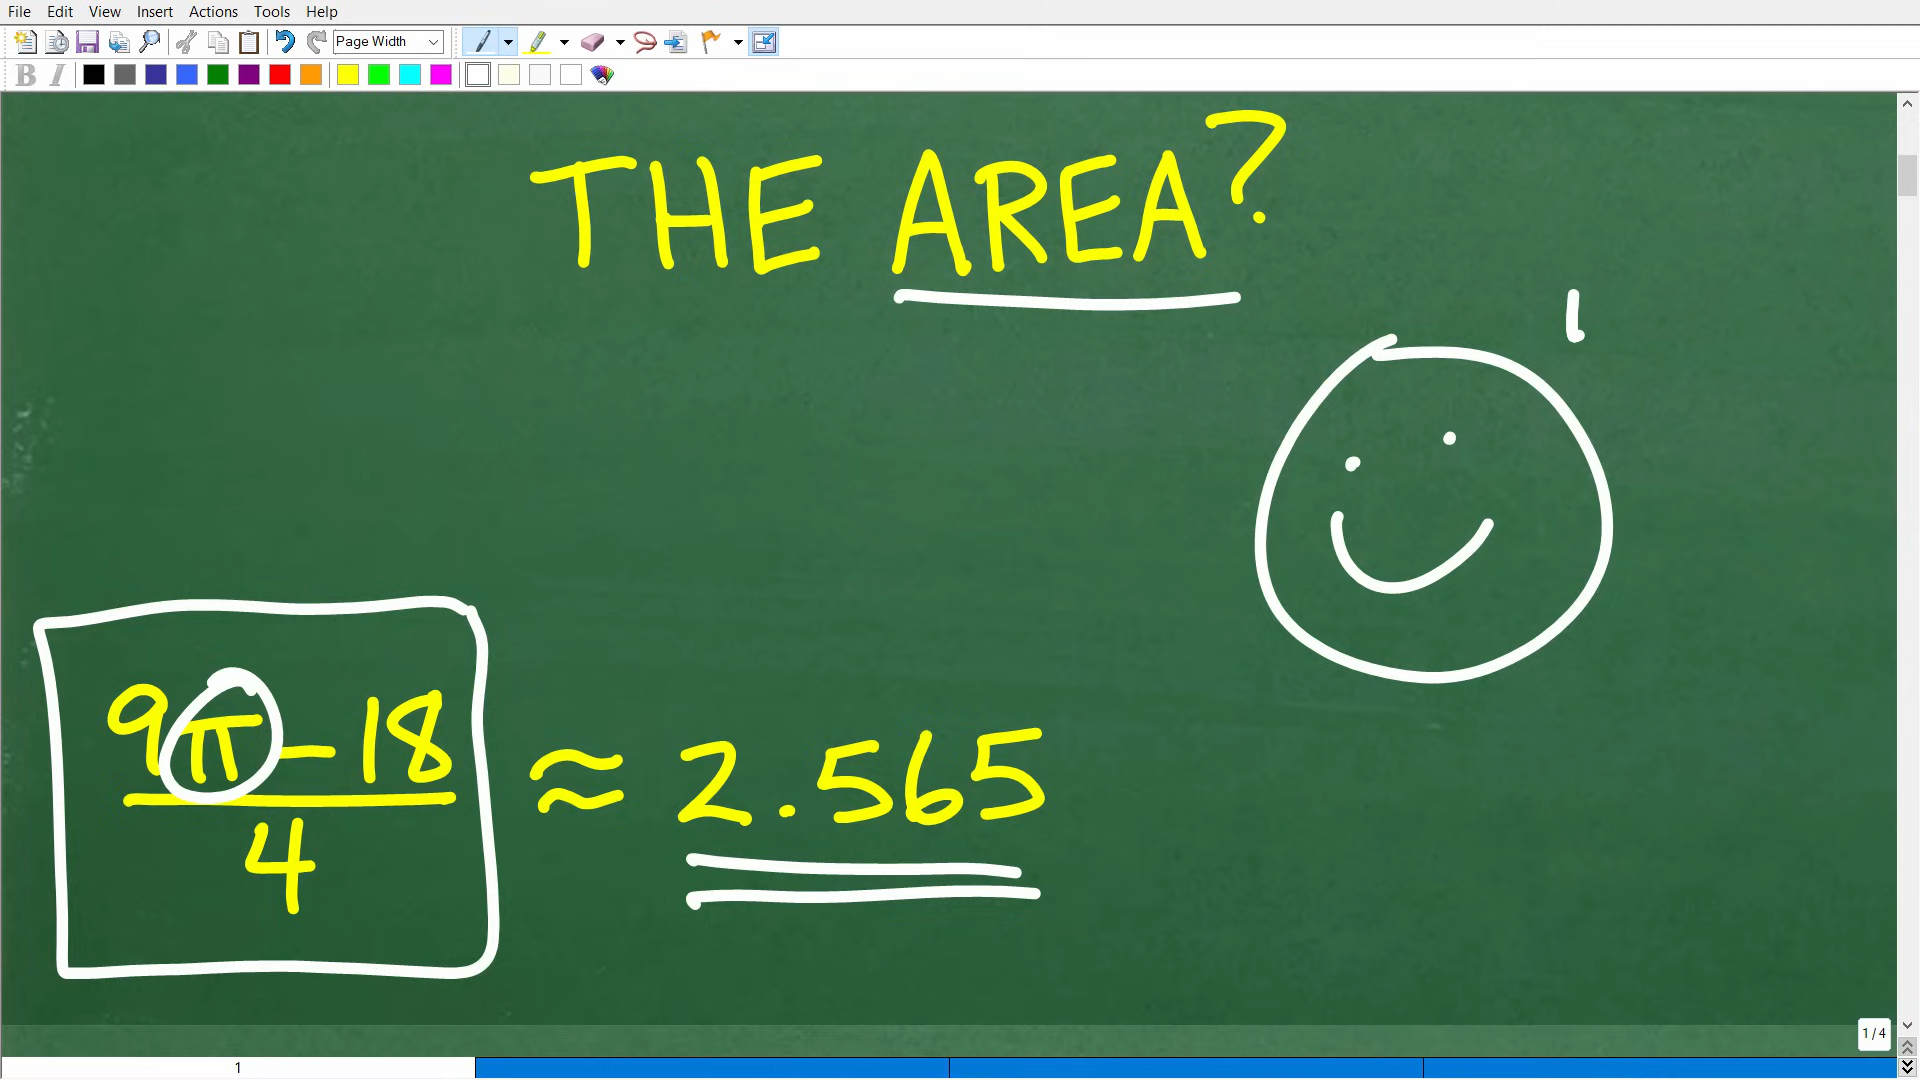 File Edit View Insert Actions Tools Help
Page Width
B I
THE AREA?
9π-18
4
≈ 2.565
1/4
1